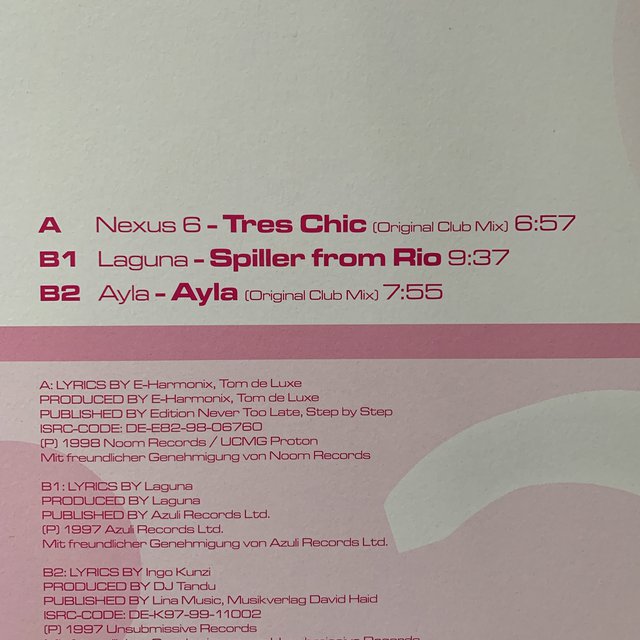 A Nexus 6 - Tres Chic (Original Club Mix) 6:57
B1 Laguna - Spiller from Rio 9:37
B2 Ayla - Ayla (Original Club Mix) 7:55
A: LYRICS BY E-Harmonix, Tom de Luxe
PRODUCED BY E-Harmonix, Tom de Luxe
PUBLISHED BY Edition Never Too Late, Step by Step
ISRC-CODE: DE-E82-98-06760
(P) 1998 Noom Records / UCMG Proton
Mit freundlicher Genehmigung von Noom Records
B1: LYRICS BY Laguna
PRODUCED BY Laguna
PUBLISHED BY Azuli Records Ltd.
(P) 1997 Azuli Records Ltd.
Mit freundlicher Genehmigung von Azuli Records Ltd.
B2: LYRICS BY Ingo Kunzi
PRODUCED BY DJ Tandu
PUBLISHED BY Lina Music, Musikverlag David Haid
ISRC-CODE: DE-K97-99-11002
(P) 1997 Unsubmissive Records